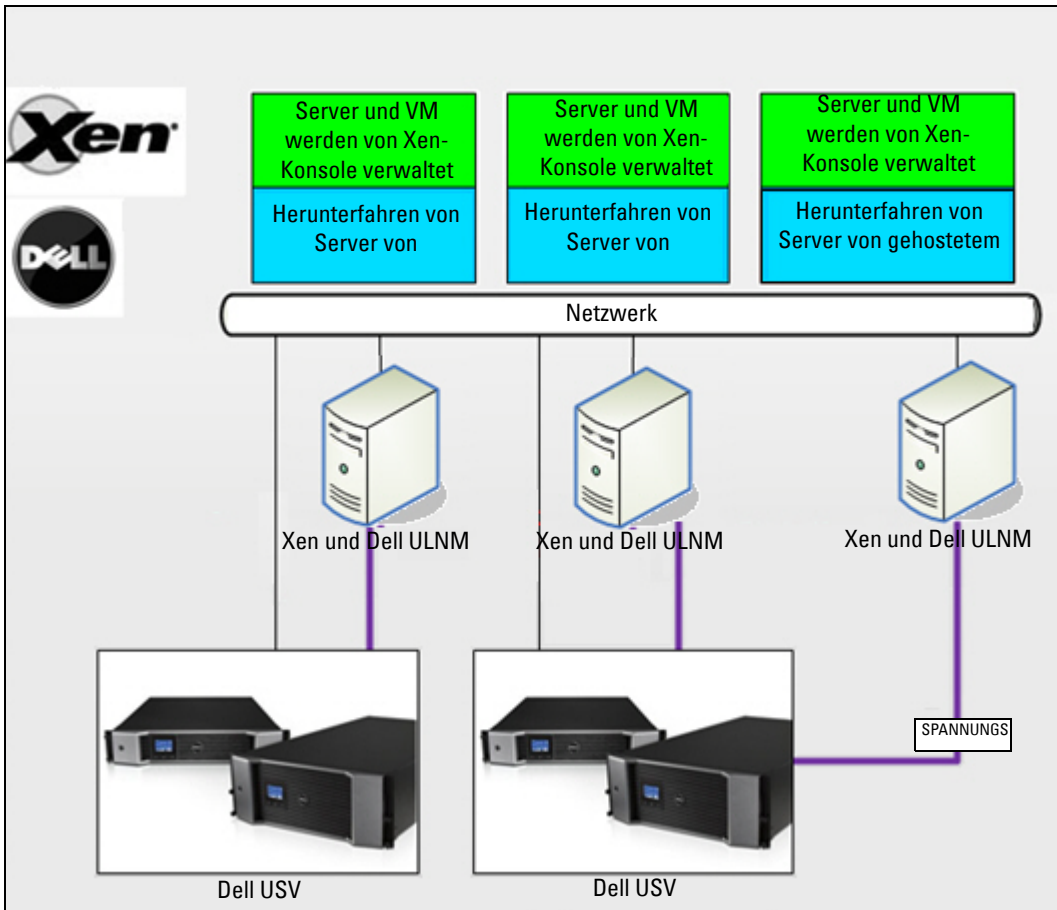 Xen
DELL
Server und VM
werden von Xen-
Konsole verwaltet
Herunterfahren von
Server von
Server und VM
werden von Xen-
Konsole verwaltet
Herunterfahren von
Server von
Server und VM
werden von Xen-
Konsole verwaltet
Herunterfahren von
Server von gehostetem
Netzwerk
Xen und Dell ULNM
Xen und Dell ULNM
Xen und Dell ULNM
SPANNUNGS
Dell USV
Dell USV